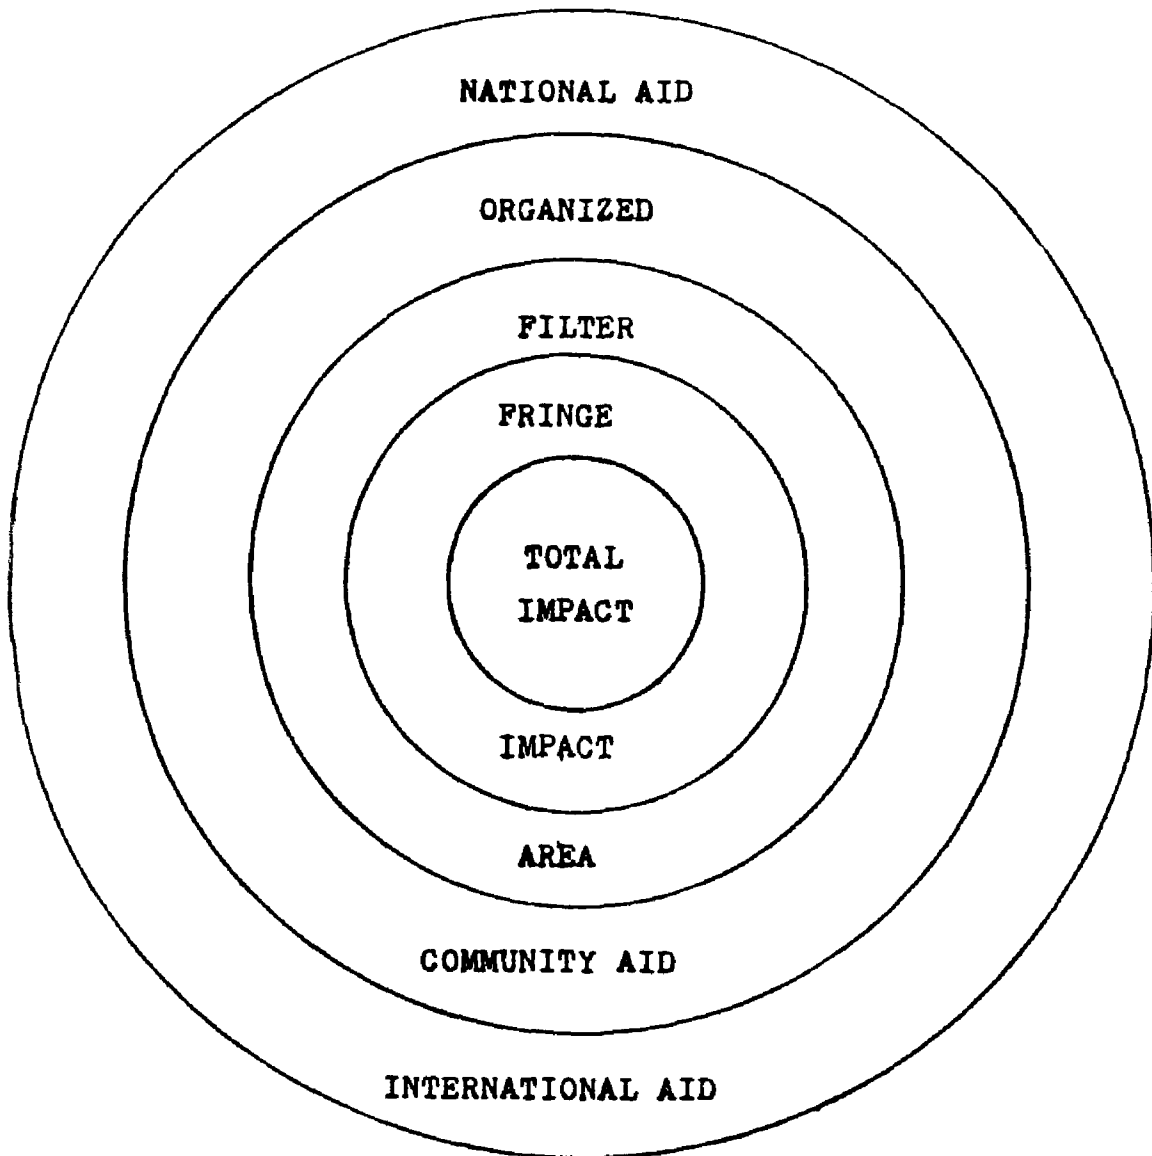 NATIONAL AID
ORGANIZED
FILTER
FRINGE
TOTAL
IMPACT
IMPACT
AREA
COMMUNITY AID
INTERNATIONAL AID